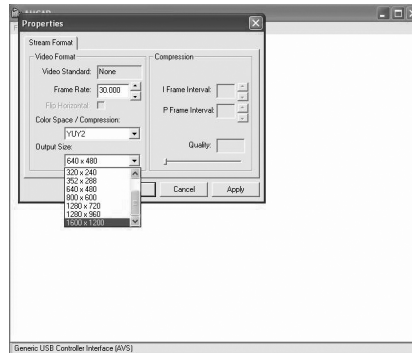 AMCAP
Properties
Stream Format
Video Format
Compression
Video Standard: None
Frame Rate: 30.000
Flip Horizontal
Color Space / Compression:
YUY2
Output Size:
640 x 480
320 x 240
352 x 288
640 x 480
800 x 600
1280 x 720
1280 x 960
1600 x 1200
I Frame Interval:
P Frame Interval:
Quality:
Cancel
Apply
Generic USB Controller Interface (AVS)